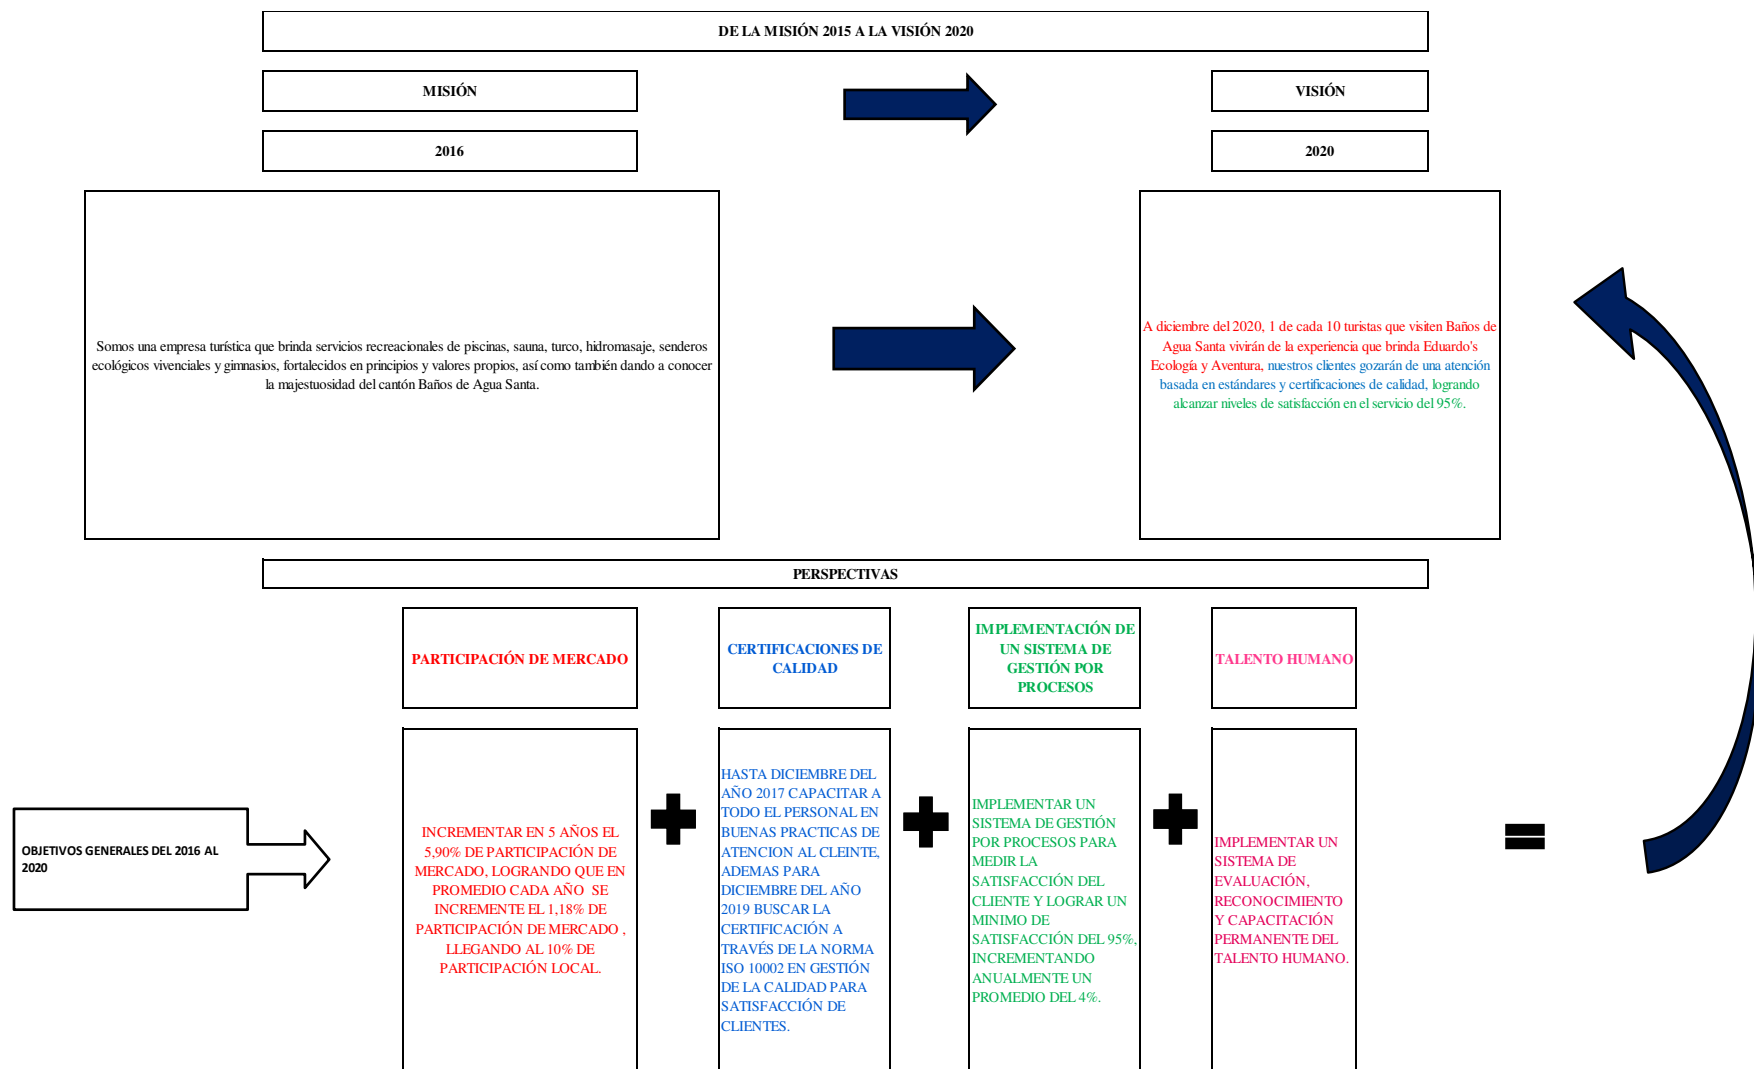 DE LA MISIÓN 2015 A LA VISIÓN 2020
MISIÓN
VISIÓN
2016
2020
Somos una empresa turística que brinda servicios recreacionales de piscinas, sauna, turco, hidromasaje, senderos
ecológicos vivenciales y gimnasios, fortalecidos en principios y valores propios, así como también dando a conocer
la majestuosidad del cantón Baños de Agua Santa.
A diciembre del 2020, 1 de cada 10 turistas que visiten Baños de
Agua Santa vivirán de la experiencia que brinda Eduardo's
Ecología y Aventura, nuestros clientes gozarán de una atención
basada en estándares y certificaciones de calidad, logrando
alcanzar niveles de satisfacción en el servicio del 95%.
PERSPECTIVAS
PARTICIPACIÓN DE MERCADO
CERTIFICACIONES DE
CALIDAD
IMPLEMENTACIÓN DE
UN SISTEMA DE
GESTIÓN POR
PROCESOS
TALENTO HUMANO
OBJETIVOS GENERALES DEL 2016 AL
2020
INCREMENTAR EN 5 AÑOS EL
5,90% DE PARTICIPACIÓN DE
MERCADO, LOGRANDO QUE EN
PROMEDIO CADA AÑO SE
INCREMENTE EL 1,18% DE
PARTICIPACIÓN DE MERCADO ,
LLEGANDO AL 10% DE
PARTICIPACIÓN LOCAL.
HASTA DICIEMBRE DEL
AÑO 2017 CAPACITAR A
TODO EL PERSONAL EN
BUENAS PRACTICAS DE
ATENCION AL CLEINTE,
ADEMAS PARA
DICIEMBRE DEL AÑO
2019 BUSCAR LA
CERTIFICACIÓN A
TRAVÉS DE LA NORMA
ISO 10002 EN GESTIÓN
DE LA CALIDAD PARA
SATISFACCIÓN DE
CLIENTES.
IMPLEMENTAR UN
SISTEMA DE GESTIÓN
POR PROCESOS PARA
MEDIR LA
SATISFACCIÓN DEL
CLIENTE Y LOGRAR UN
MINIMO DE
SATISFACCIÓN DEL 95%,
INCREMENTANDO
ANUALMENTE UN
PROMEDIO DEL 4%.
IMPLEMENTAR UN
SISTEMA DE
EVALUACIÓN,
RECONOCIMIENTO
Y CAPACITACIÓN
PERMANENTE DEL
TALENTO HUMANO.